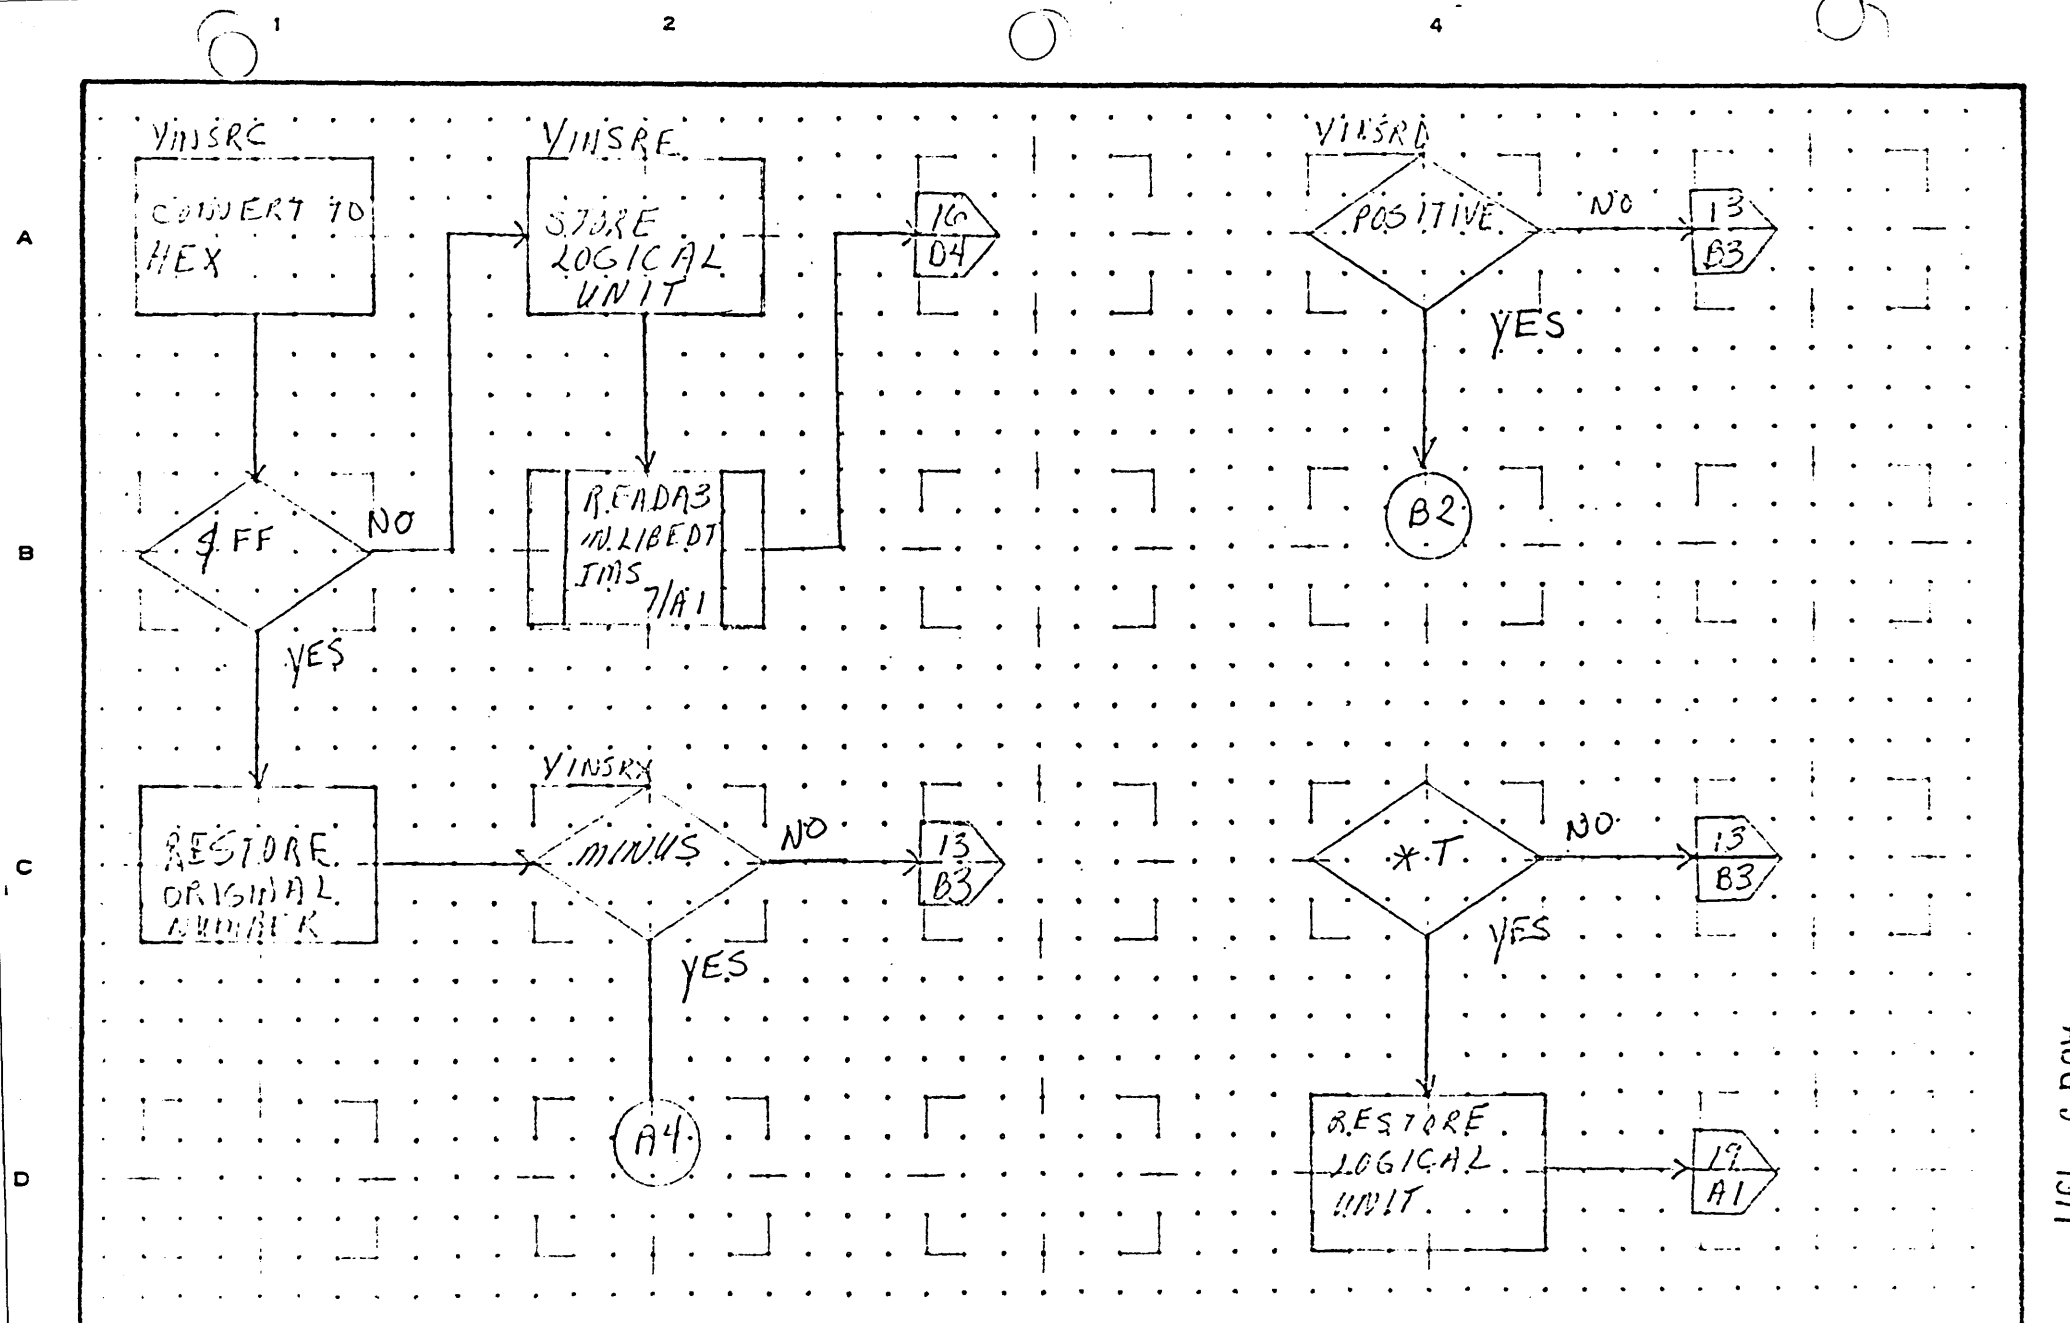 1 2 4
A
YINSRC
CONVERT TO
HEX
YINSRE
STORE
LOGICAL
UNIT
16
D4
POSITIVE
NO
13
B3
YES
B
$FF
NO
YES
READA3
IN LIBEDT
IMS
7/A1
B2
C
RESTORE
ORIGINAL
NUMBER
YINSRX
MINUS
NO
13
B3
YES
*T
NO
13
B3
YES
D
A4
RESTORE
LOGICAL
UNIT
19
A1